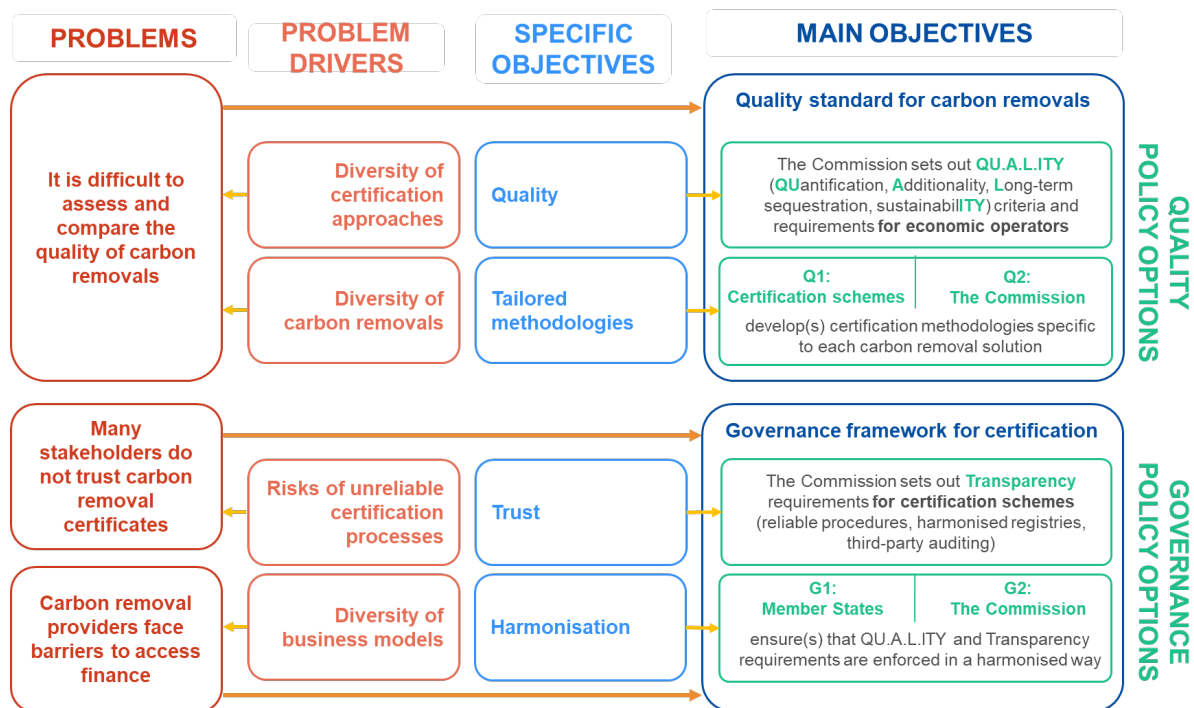 PROBLEMS
PROBLEM
DRIVERS
SPECIFIC
OBJECTIVES
MAIN OBJECTIVES
It is difficult to
assess and
compare the
quality of carbon
removals
Diversity of
certification
approaches
Quality
Quality standard for carbon removals
The Commission sets out QU.A.L.ITY
(QUantification, Additionality, Long-term
sequestration, sustainabilITY) criteria and
requirements for economic operators
Diversity of
carbon removals
Tailored
methodologies
Q1:
Certification schemes
Q2:
The Commission
develop(s) certification methodologies specific
to each carbon removal solution
QUALITY
POLICY OPTIONS
Many
stakeholders do
not trust carbon
removal
certificates
Governance framework for certification
Risks of unreliable
certification
processes
Trust
The Commission sets out Transparency
requirements for certification schemes
(reliable procedures, harmonised registries,
third-party auditing)
Carbon removal
providers face
barriers to access
finance
Diversity of
business models
Harmonisation
G1:
Member States
G2:
The Commission
ensure(s) that QU.A.L.ITY and Transparency
requirements are enforced in a harmonised way
GOVERNANCE
POLICY OPTIONS